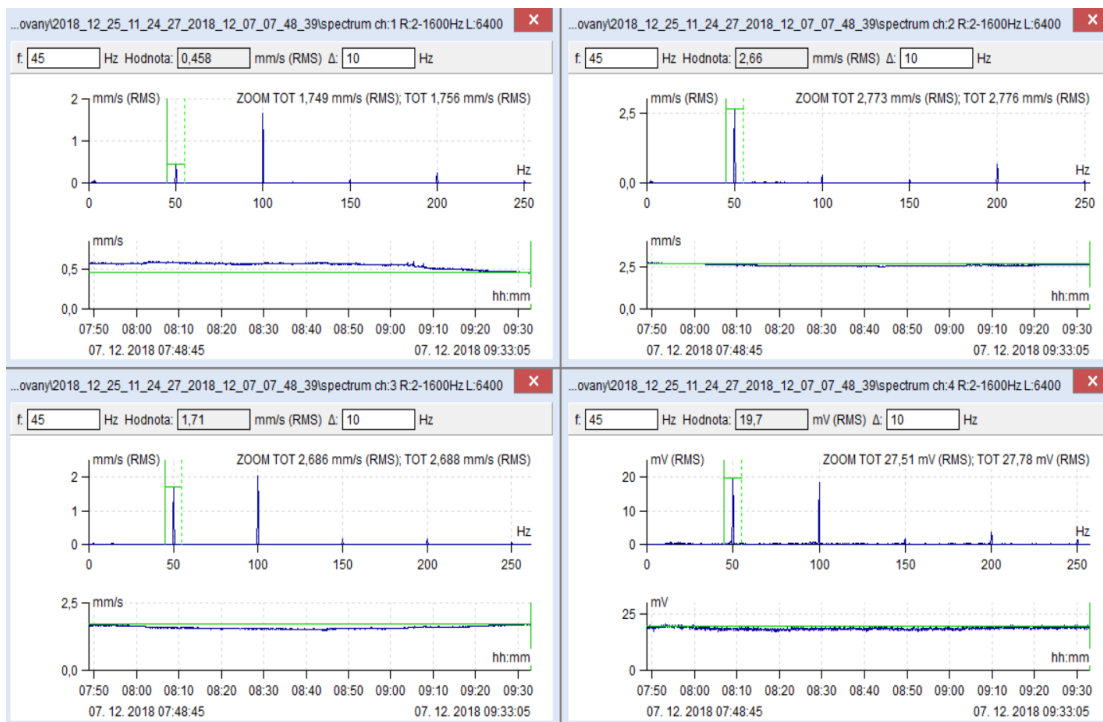 ...ovany\2018_12_25_11_24_27_2018_12_07_07_48_39\spectrum ch:1 R:2-1600Hz L:6400 X
f: 45 Hz Hodnota: 0,458 mm/s (RMS) Δ: 10 Hz
mm/s (RMS) ZOOM TOT 1,749 mm/s (RMS); TOT 1,756 mm/s (RMS)
2
1
0
Hz
0 50 100 150 200 250
mm/s
0,5
0,0
hh:mm
07:50 08:00 08:10 08:20 08:30 08:40 08:50 09:00 09:10 09:20 09:30
07. 12. 2018 07:48:45 07. 12. 2018 09:33:05
...ovany\2018_12_25_11_24_27_2018_12_07_07_48_39\spectrum ch:2 R:2-1600Hz L:6400 X
f: 45 Hz Hodnota: 2,66 mm/s (RMS) Δ: 10 Hz
mm/s (RMS) ZOOM TOT 2,773 mm/s (RMS); TOT 2,776 mm/s (RMS)
2,5
0,0
Hz
0 50 100 150 200 250
mm/s
2,5
0,0
hh:mm
07:50 08:00 08:10 08:20 08:30 08:40 08:50 09:00 09:10 09:20 09:30
07. 12. 2018 07:48:45 07. 12. 2018 09:33:05
...ovany\2018_12_25_11_24_27_2018_12_07_07_48_39\spectrum ch:3 R:2-1600Hz L:6400 X
f: 45 Hz Hodnota: 1,71 mm/s (RMS) Δ: 10 Hz
mm/s (RMS) ZOOM TOT 2,686 mm/s (RMS); TOT 2,688 mm/s (RMS)
2
1
0
Hz
0 50 100 150 200 250
mm/s
2,5
0,0
hh:mm
07:50 08:00 08:10 08:20 08:30 08:40 08:50 09:00 09:10 09:20 09:30
07. 12. 2018 07:48:45 07. 12. 2018 09:33:05
...ovany\2018_12_25_11_24_27_2018_12_07_07_48_39\spectrum ch:4 R:2-1600Hz L:6400 X
f: 45 Hz Hodnota: 19,7 mV (RMS) Δ: 10 Hz
mV (RMS) ZOOM TOT 27,51 mV (RMS); TOT 27,78 mV (RMS)
20
10
0
Hz
0 50 100 150 200 250
mV
25
0
hh:mm
07:50 08:00 08:10 08:20 08:30 08:40 08:50 09:00 09:10 09:20 09:30
07. 12. 2018 07:48:45 07. 12. 2018 09:33:05